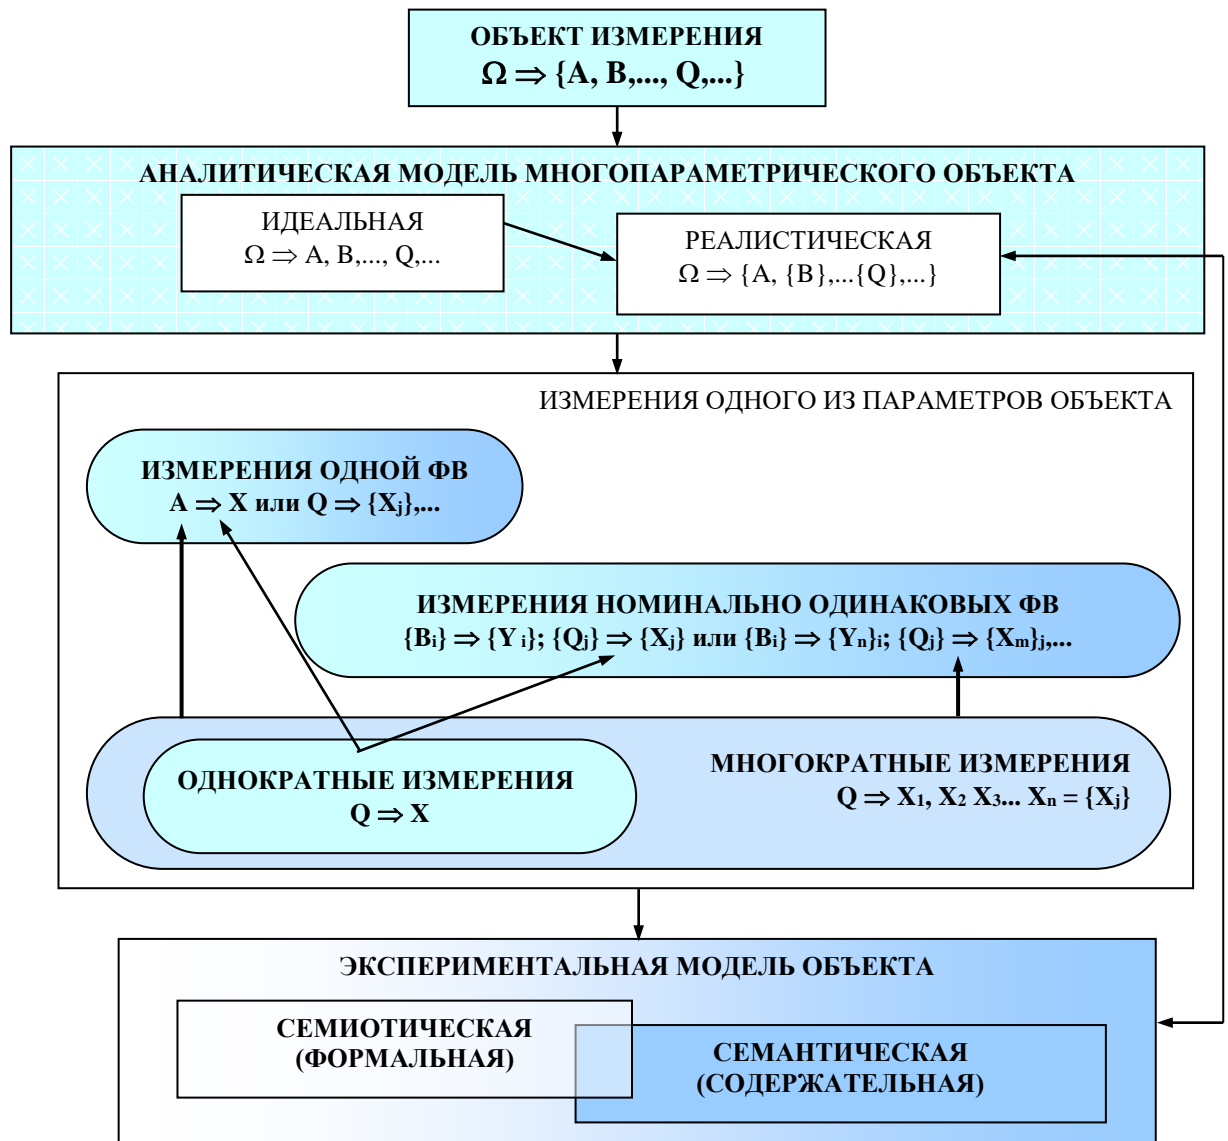 ОБЪЕКТ ИЗМЕРЕНИЯ
Ω ⇒ {A, B,..., Q,...}
АНАЛИТИЧЕСКАЯ МОДЕЛЬ МНОГОПАРАМЕТРИЧЕСКОГО ОБЪЕКТА
ИДЕАЛЬНАЯ
Ω ⇒ A, B,..., Q,...
РЕАЛИСТИЧЕСКАЯ
Ω ⇒ {A, {B},...{Q},...}
ИЗМЕРЕНИЯ ОДНОГО ИЗ ПАРАМЕТРОВ ОБЪЕКТА
ИЗМЕРЕНИЯ ОДНОЙ ФВ
A ⇒ X или Q ⇒ {Xj},...
ИЗМЕРЕНИЯ НОМИНАЛЬНО ОДИНАКОВЫХ ФВ
{Bi} ⇒ {Y i}; {Qj} ⇒ {Xj} или {Bi} ⇒ {Yn}i; {Qj} ⇒ {Xm}j,...
МНОГОКРАТНЫЕ ИЗМЕРЕНИЯ
Q ⇒ X1, X2 X3... Xn = {Xj}
ОДНОКРАТНЫЕ ИЗМЕРЕНИЯ
Q ⇒ X
ЭКСПЕРИМЕНТАЛЬНАЯ МОДЕЛЬ ОБЪЕКТА
СЕМИОТИЧЕСКАЯ
(ФОРМАЛЬНАЯ)
СЕМАНТИЧЕСКАЯ
(СОДЕРЖАТЕЛЬНАЯ)